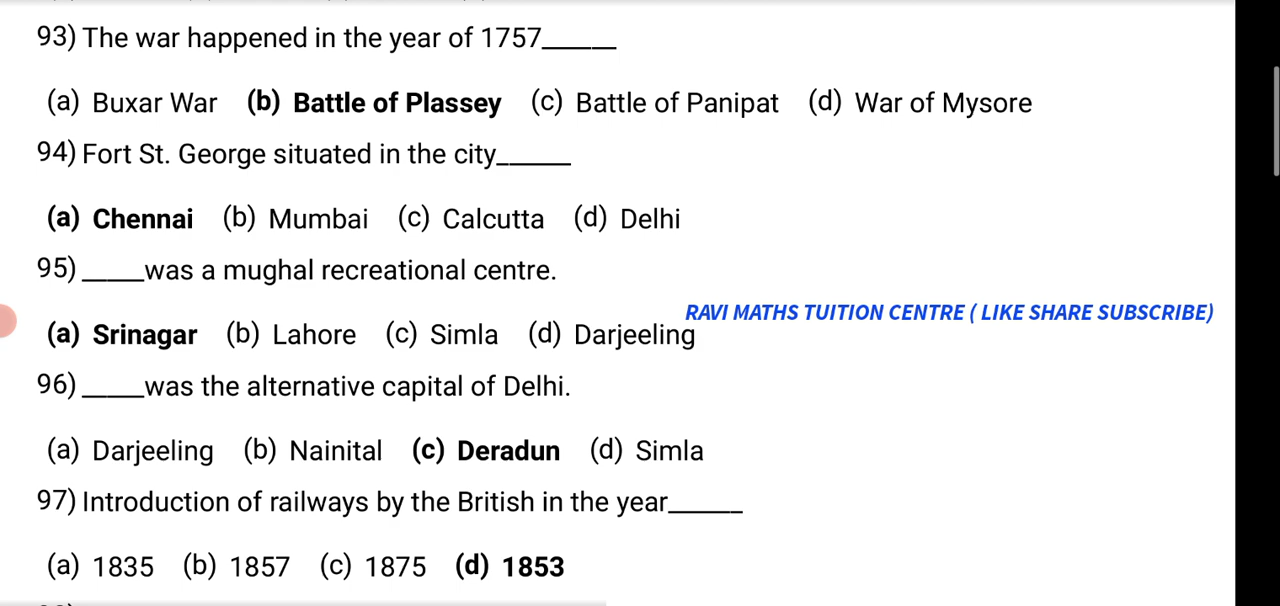 93) The war happened in the year of 1757______
(a) Buxar War (b) Battle of Plassey (c) Battle of Panipat (d) War of Mysore
94) Fort St. George situated in the city______
(a) Chennai (b) Mumbai (c) Calcutta (d) Delhi
95) _____was a mughal recreational centre.
RAVI MATHS TUITION CENTRE ( LIKE SHARE SUBSCRIBE)
(a) Srinagar (b) Lahore (c) Simla (d) Darjeeling
96) _____was the alternative capital of Delhi.
(a) Darjeeling (b) Nainital (c) Deradun (d) Simla
97) Introduction of railways by the British in the year______
(a) 1835 (b) 1857 (c) 1875 (d) 1853